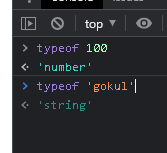 top
> typeof 100
< 'number'
> typeof 'gokul'
< 'string'